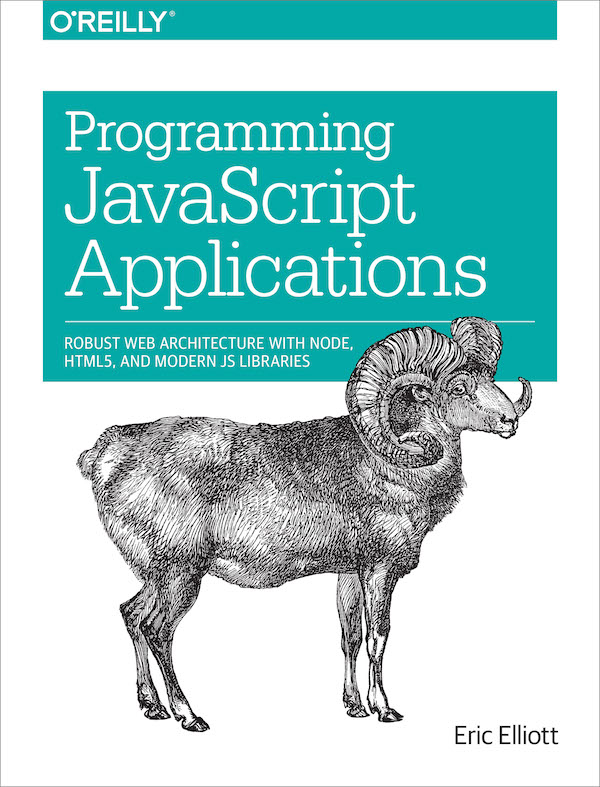 O'REILLY®
Programming
JavaScript
Applications
ROBUST WEB ARCHITECTURE WITH NODE,
HTML5, AND MODERN JS LIBRARIES
Eric Elliott